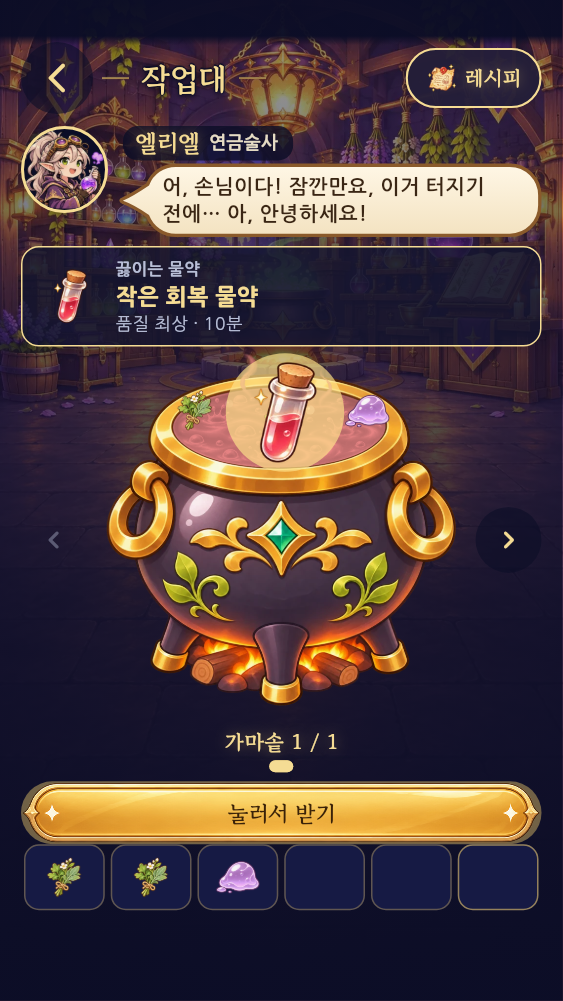 작업대
레시피
엘리엘 연금술사
어, 손님이다! 잠깐만요, 이거 터지기
전에… 아, 안녕하세요!
끓이는 물약
작은 회복 물약
품질 최상 · 10분
가마솥 1 / 1
눌러서 받기